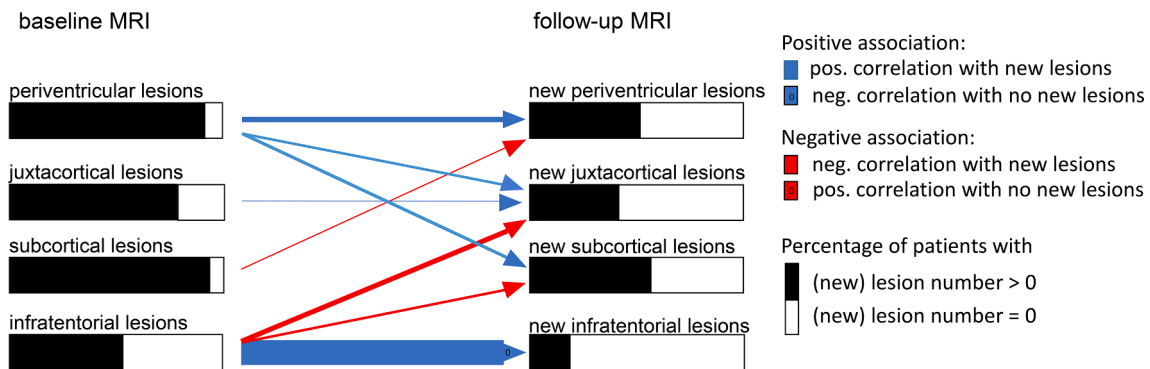 baseline MRI
follow-up MRI
periventricular lesions
juxtacortical lesions
subcortical lesions
infratentorial lesions
new periventricular lesions
new juxtacortical lesions
new subcortical lesions
new infratentorial lesions
0
Positive association:
pos. correlation with new lesions
0 neg. correlation with no new lesions
Negative association:
neg. correlation with new lesions
0 pos. correlation with no new lesions
Percentage of patients with
(new) lesion number > 0
(new) lesion number = 0